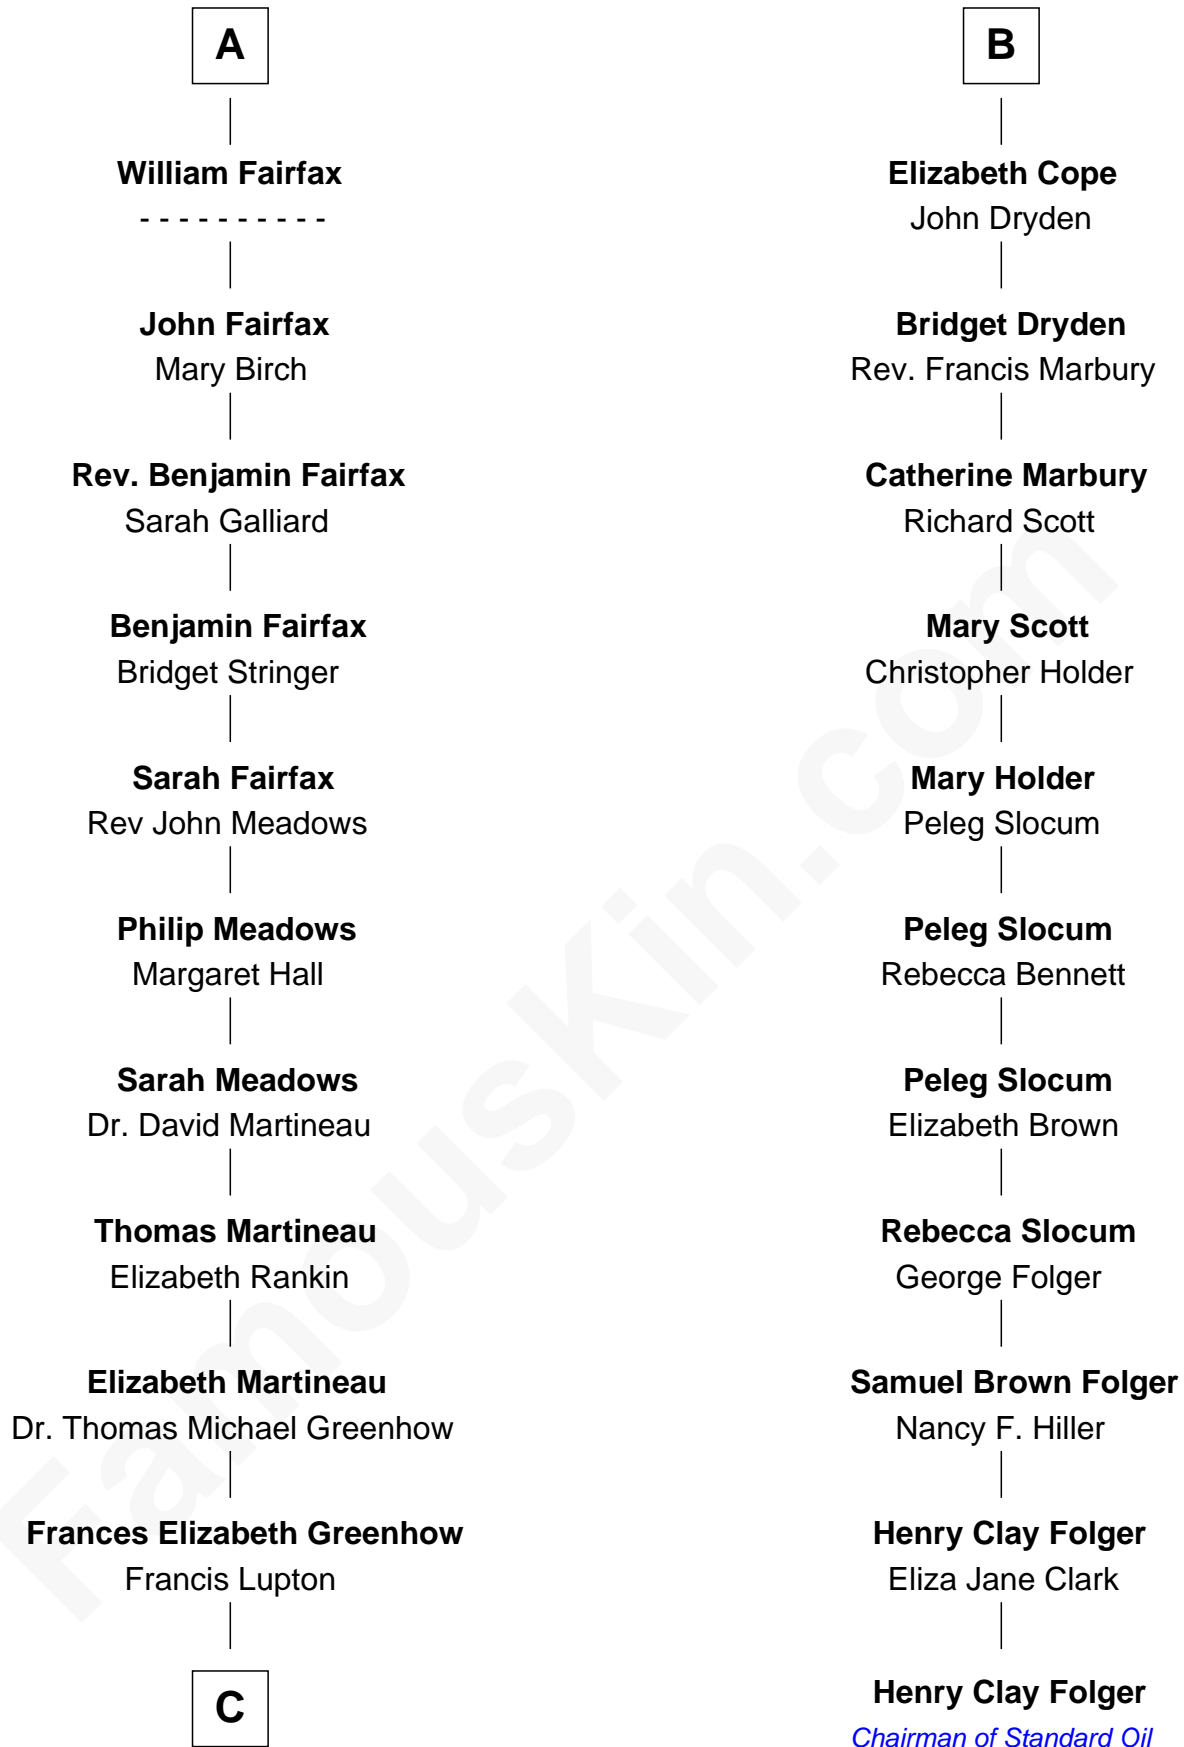 A
William Fairfax
- - - - - - - - - -
John Fairfax
Mary Birch
Rev. Benjamin Fairfax
Sarah Galliard
Benjamin Fairfax
Bridget Stringer
Sarah Fairfax
Rev John Meadows
Philip Meadows
Margaret Hall
Sarah Meadows
Dr. David Martineau
Thomas Martineau
Elizabeth Rankin
Elizabeth Martineau
Dr. Thomas Michael Greenhow
Frances Elizabeth Greenhow
Francis Lupton
C
B
Elizabeth Cope
John Dryden
Bridget Dryden
Rev. Francis Marbury
Catherine Marbury
Richard Scott
Mary Scott
Christopher Holder
Mary Holder
Peleg Slocum
Peleg Slocum
Rebecca Bennett
Peleg Slocum
Elizabeth Brown
Rebecca Slocum
George Folger
Samuel Brown Folger
Nancy F. Hiller
Henry Clay Folger
Eliza Jane Clark
Henry Clay Folger
Chairman of Standard Oil
FamousKin.com